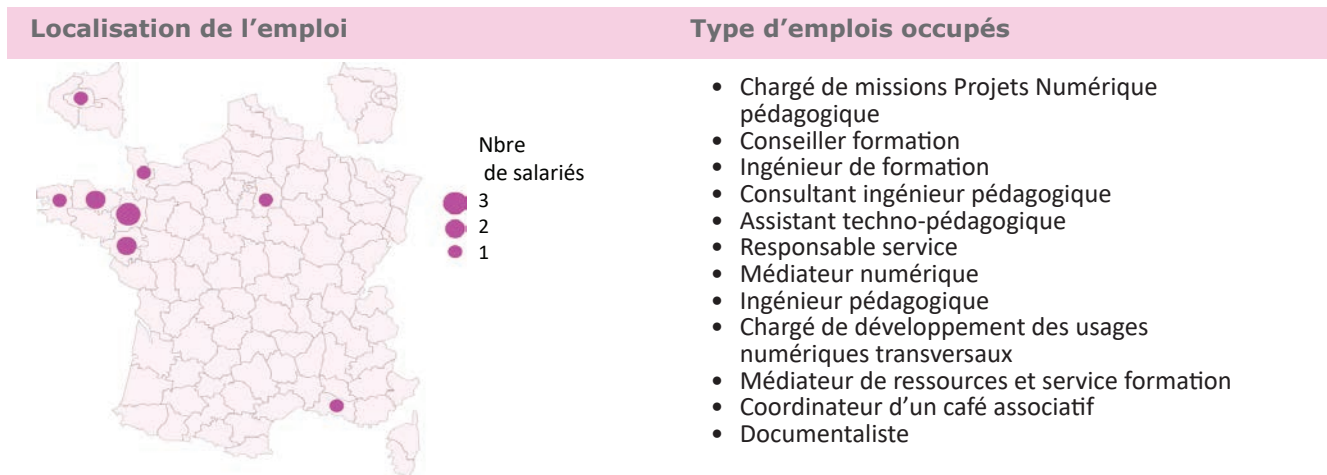 Localisation de l’emploi
Type d’emplois occupés
Nbre
de salariés
3
2
1
• Chargé de missions Projets Numérique
pédagogique
• Conseiller formation
• Ingénieur de formation
• Consultant ingénieur pédagogique
• Assistant techno-pédagogique
• Responsable service
• Médiateur numérique
• Ingénieur pédagogique
• Chargé de développement des usages
numériques transversaux
• Médiateur de ressources et service formation
• Coordinateur d’un café associatif
• Documentaliste